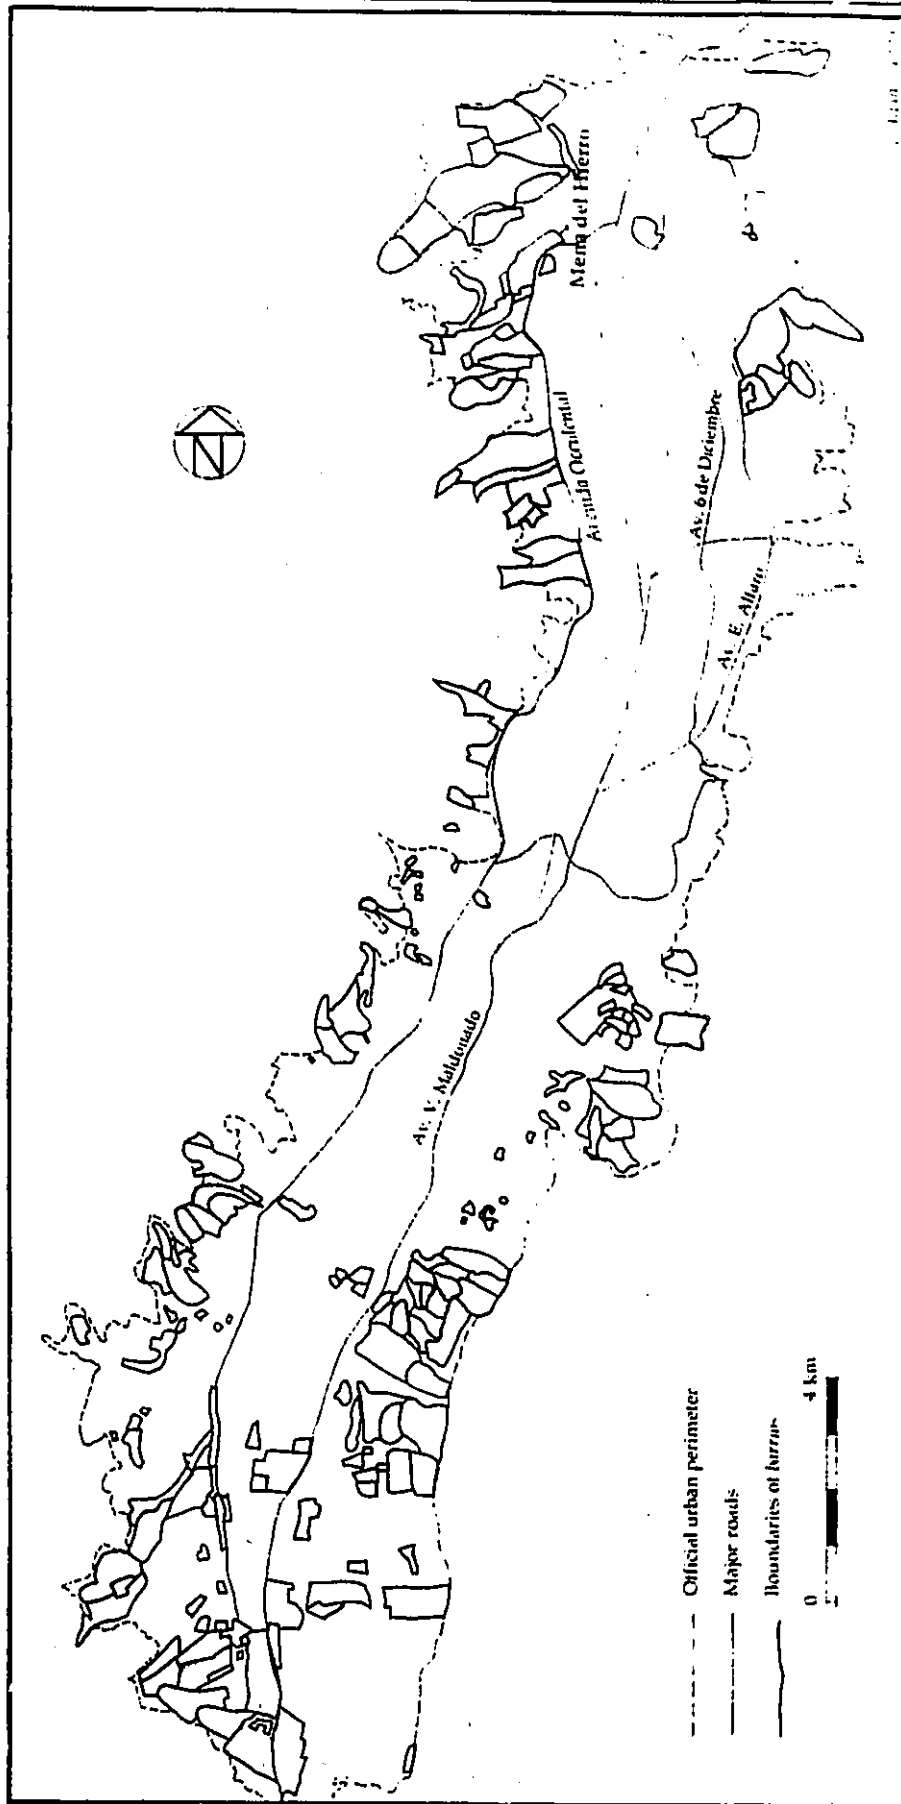 N
Mena del Hierro
Avenida Occidental
Av. 6 de Diciembre
Av. E. Alfaro
Av. V. Maldonado
Official urban perimeter
Major roads
Boundaries of barrios
0 4 km